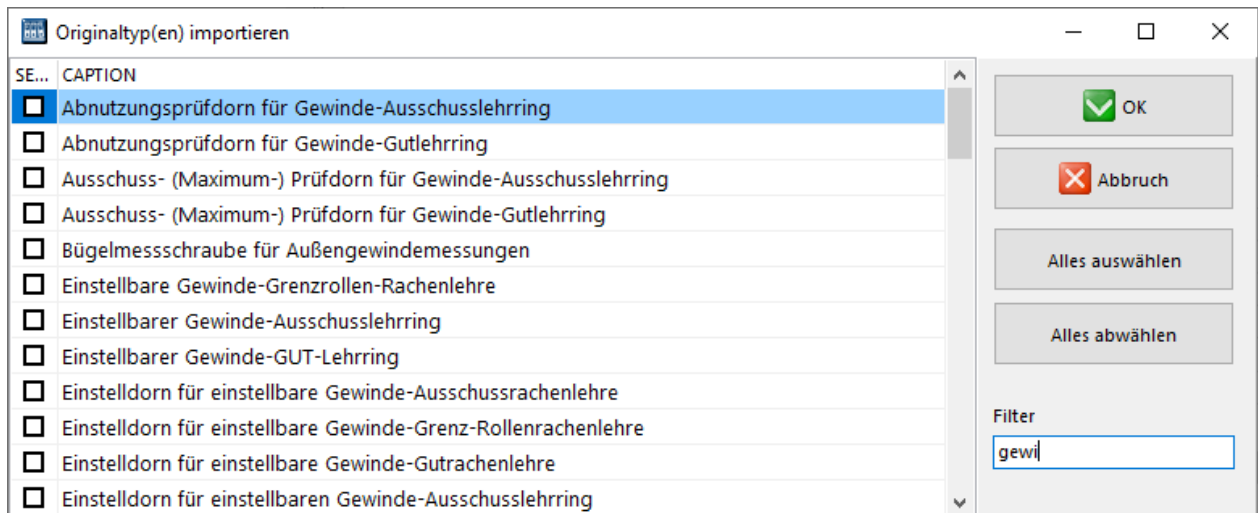 Originaltyp(en) importieren
SE... CAPTION
Abnutzungsprüfdorn für Gewinde-Ausschusslehrring
Abnutzungsprüfdorn für Gewinde-Gutlehrring
Ausschuss- (Maximum-) Prüfdorn für Gewinde-Ausschusslehrring
Ausschuss- (Maximum-) Prüfdorn für Gewinde-Gutlehrring
Bügelmessschraube für Außengewindemessungen
Einstellbare Gewinde-Grenzrollen-Rachenlehre
Einstellbarer Gewinde-Ausschusslehrring
Einstellbarer Gewinde-GUT-Lehrring
Einstelldorn für einstellbare Gewinde-Ausschussrachenlehre
Einstelldorn für einstellbare Gewinde-Grenz-Rollenrachenlehre
Einstelldorn für einstellbare Gewinde-Gutrachenlehre
Einstelldorn für einstellbaren Gewinde-Ausschusslehrring
OK
Abbruch
Alles auswählen
Alles abwählen
Filter
gewi